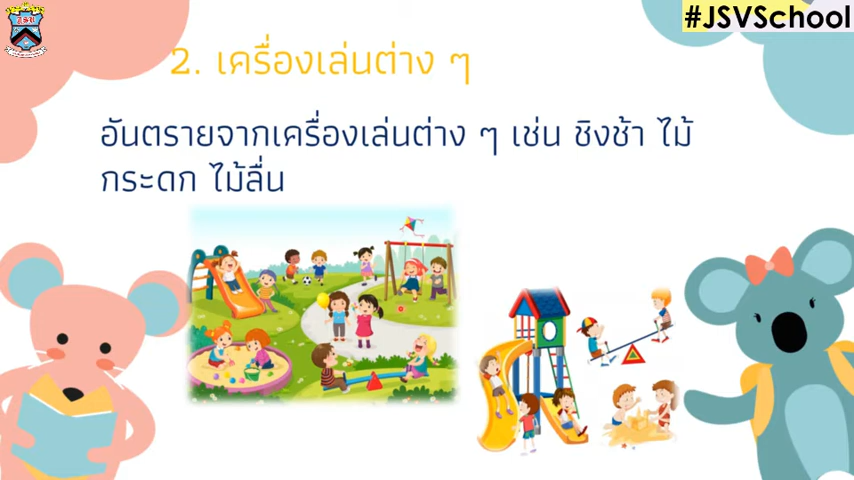 #JSVSchool
2. เครื่องเล่นต่าง ๆ
อันตรายจากเครื่องเล่นต่าง ๆ เช่น ชิงช้า ไม้
กระดก ไม้ลื่น